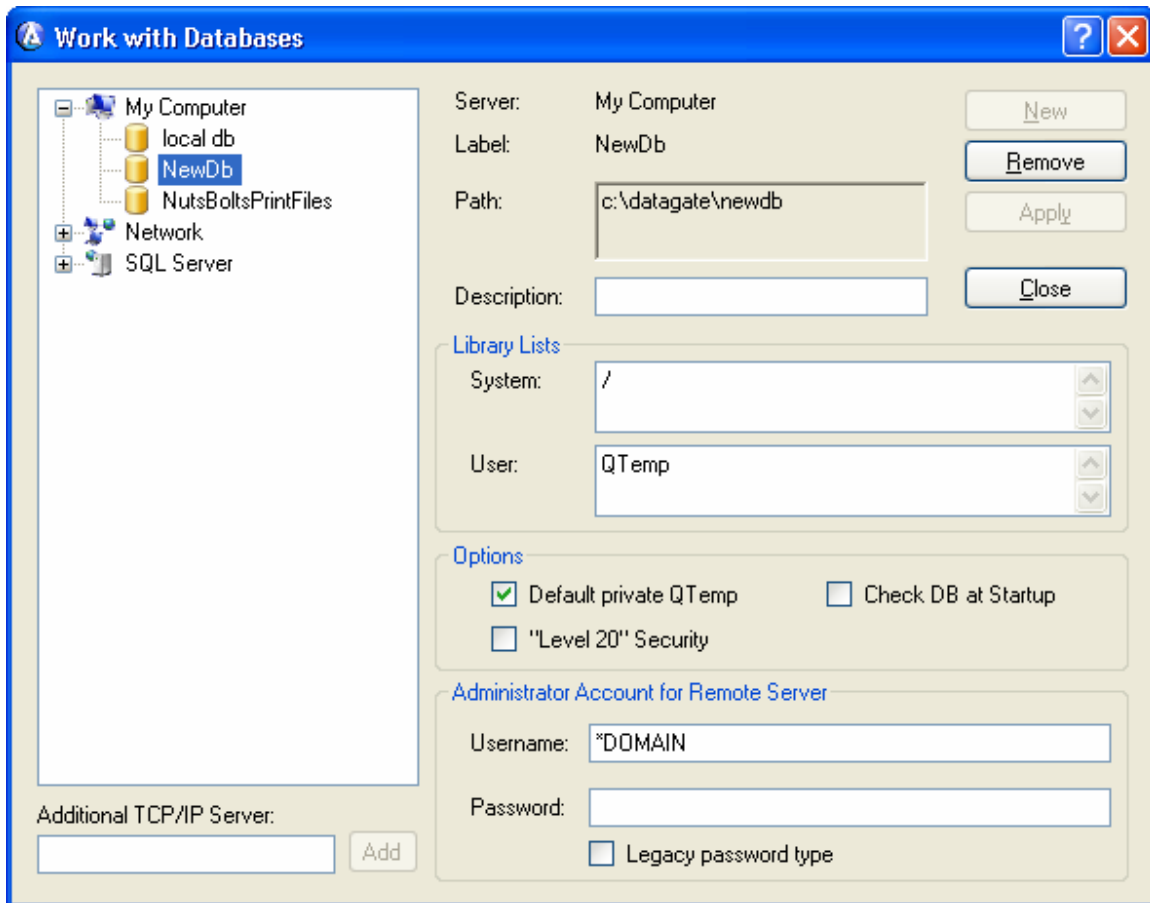 Work with Databases
My Computer
local db
NewDb
NutsBoltsPrintFiles
Network
SQL Server
Additional TCP/IP Server:
Add
Server: My Computer
Label: NewDb
Path: c:\datagate\newdb
Description:
New
Remove
Apply
Close
Library Lists
System: /
User: QTemp
Options
Default private QTemp Check DB at Startup
"Level 20" Security
Administrator Account for Remote Server
Username: *DOMAIN
Password:
Legacy password type